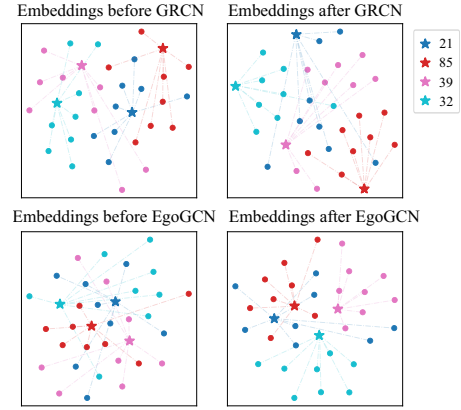 Embeddings before GRCN
Embeddings after GRCN
21
85
39
32
Embeddings before EgoGCN
Embeddings after EgoGCN